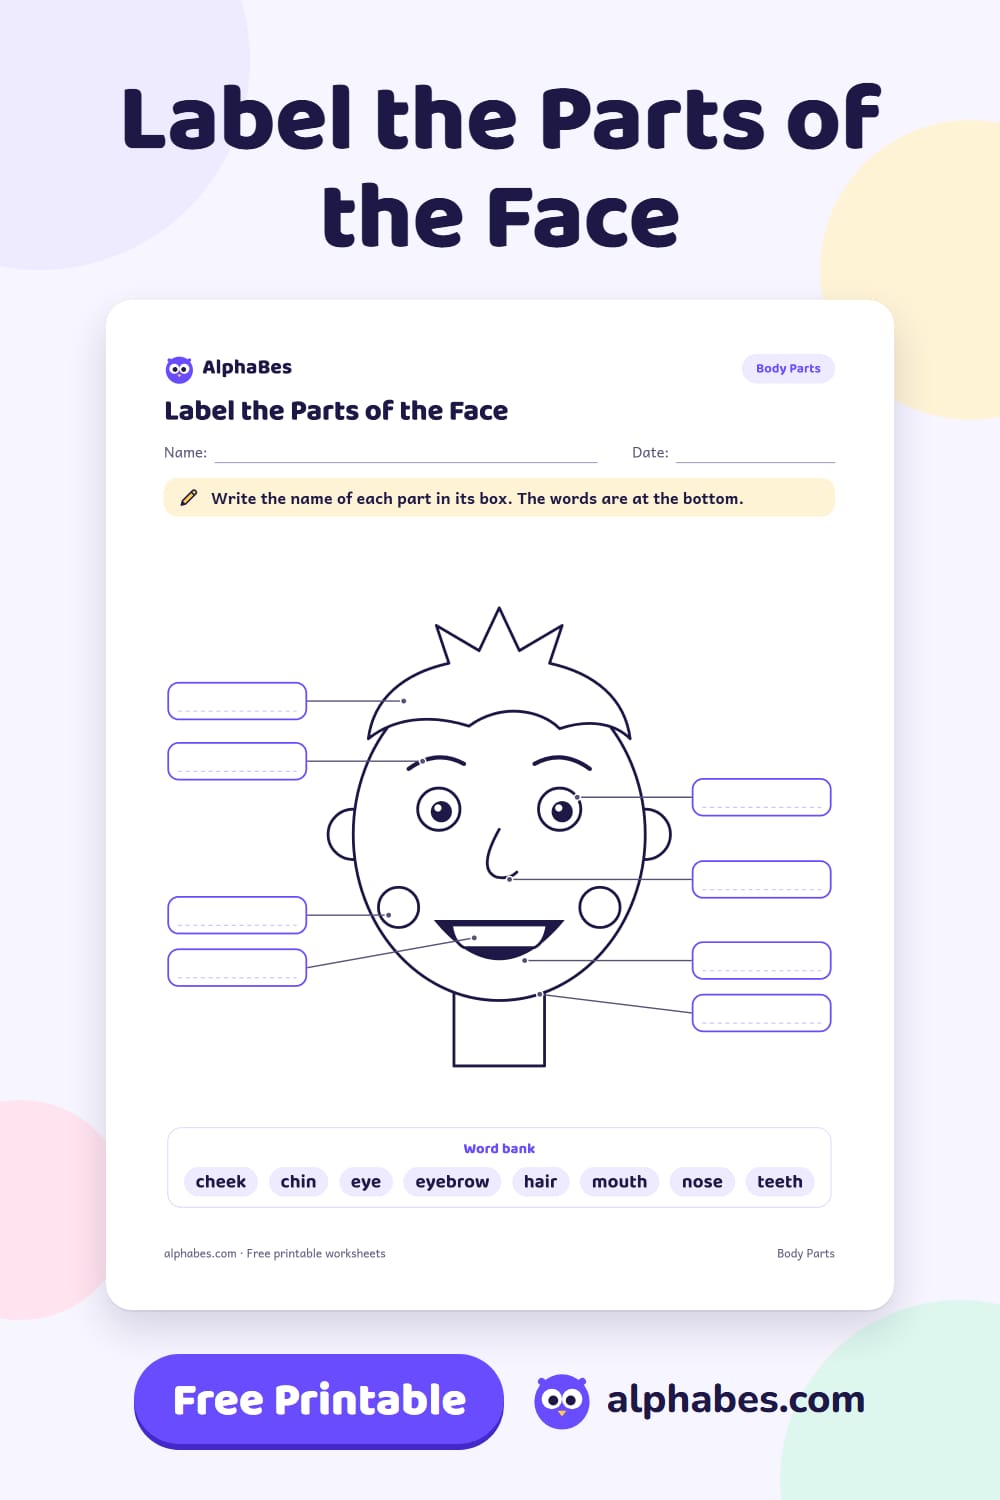 Label the Parts of
the Face
AlphaBes
Body Parts
Label the Parts of the Face
Name:
Date:
Write the name of each part in its box. The words are at the bottom.
Word bank
cheek chin eye eyebrow hair mouth nose teeth
alphabes.com · Free printable worksheets
Body Parts
Free Printable
alphabes.com